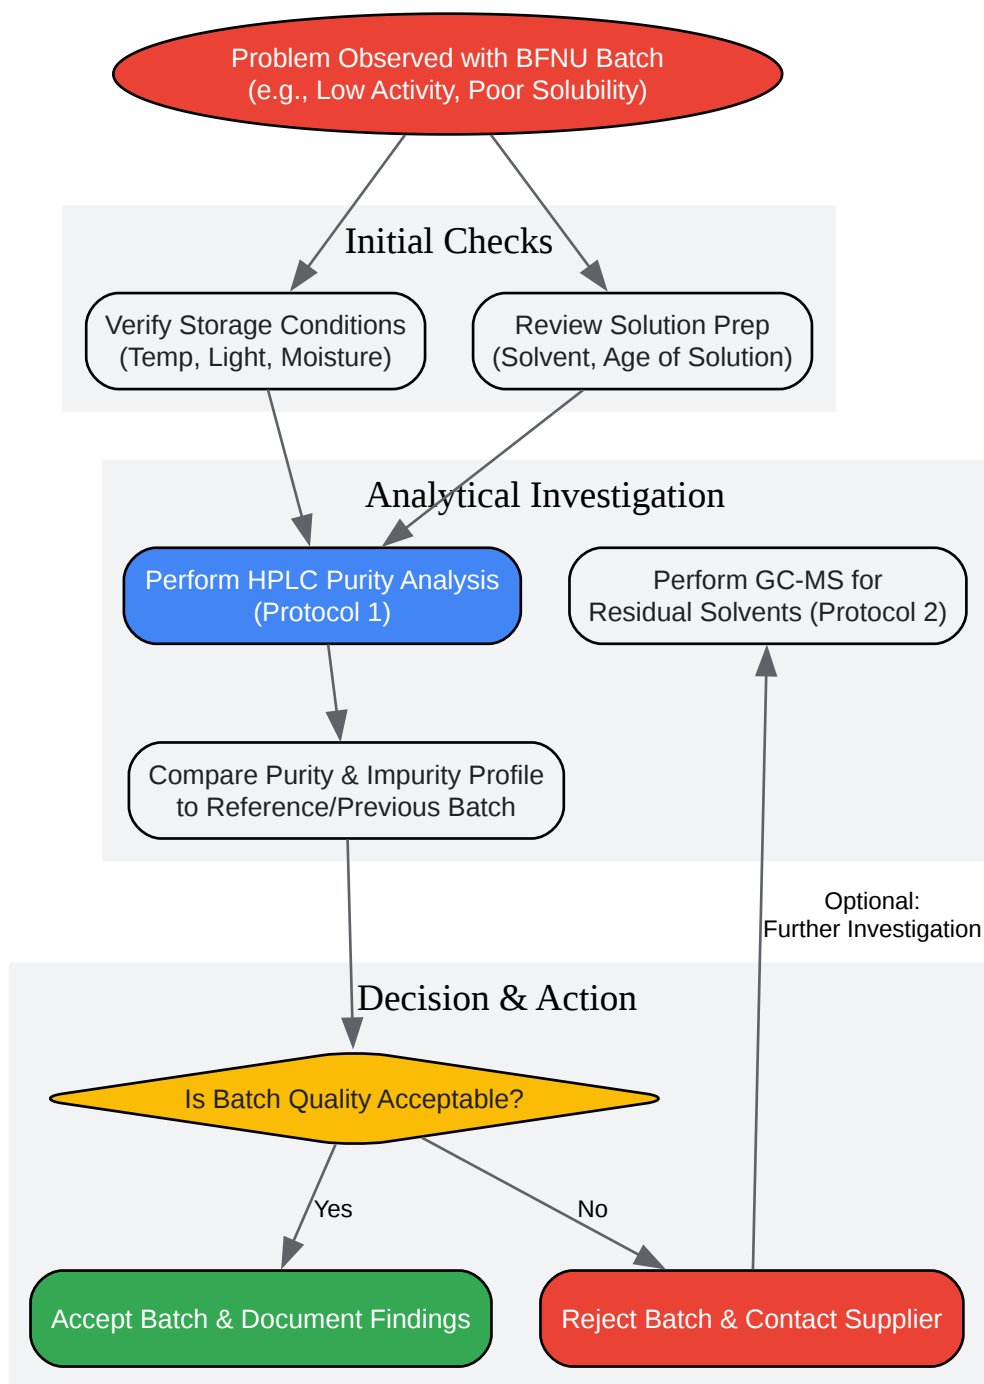 Problem Observed with BFNU Batch
(e.g., Low Activity, Poor Solubility)
Initial Checks
Verify Storage Conditions
(Temp, Light, Moisture)
Review Solution Prep
(Solvent, Age of Solution)
Analytical Investigation
Perform HPLC Purity Analysis
(Protocol 1)
Perform GC-MS for
Residual Solvents (Protocol 2)
Compare Purity & Impurity Profile
to Reference/Previous Batch
Optional:
Further Investigation
Decision & Action
Is Batch Quality Acceptable?
Yes
No
Accept Batch & Document Findings
Reject Batch & Contact Supplier